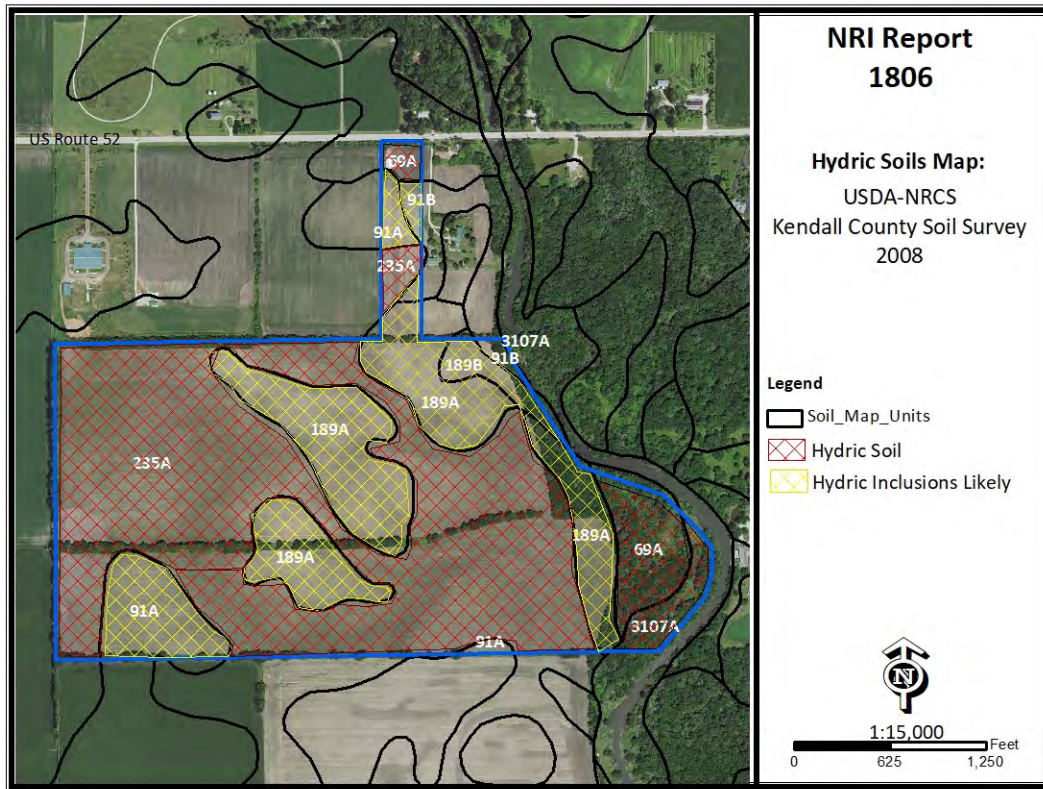 NRI Report
1806
Hydric Soils Map:
USDA-NRCS
Kendall County Soil Survey
2008
US Route 52
69A
91B
91A
235A
3107A
91B
189B
189A
189A
235A
189A
69A
189A
91A
3107A
91A
Legend
Soil_Map_Units
Hydric Soil
Hydric Inclusions Likely
N
1:15,000
Feet
0 625 1,250